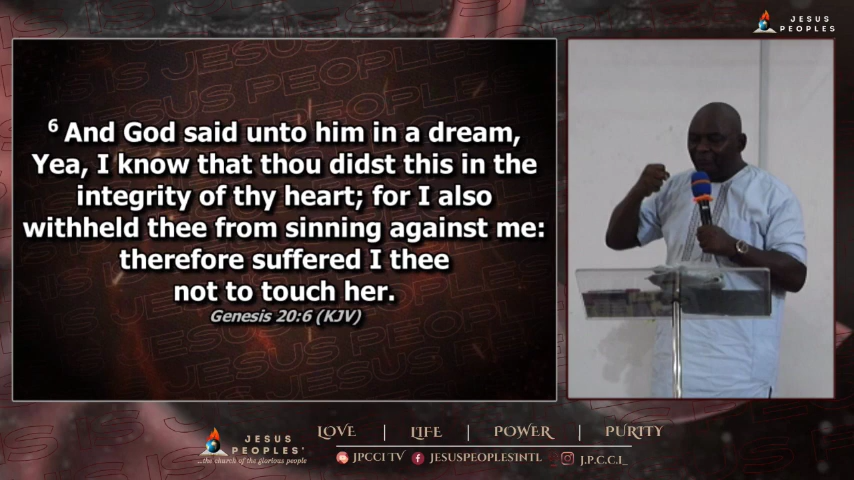 JESUS
PEOPLES
6 And God said unto him in a dream,
Yea, I know that thou didst this in the
integrity of thy heart; for I also
withheld thee from sinning against me:
therefore suffered I thee
not to touch her.
Genesis 20:6 (KJV)
JESUS
PEOPLES'
...the church of the glorious people
LOVE | LIFE | POWER | PURITY
JPCCI TV JESUSPEOPLESINTL J.P.C.C.I_